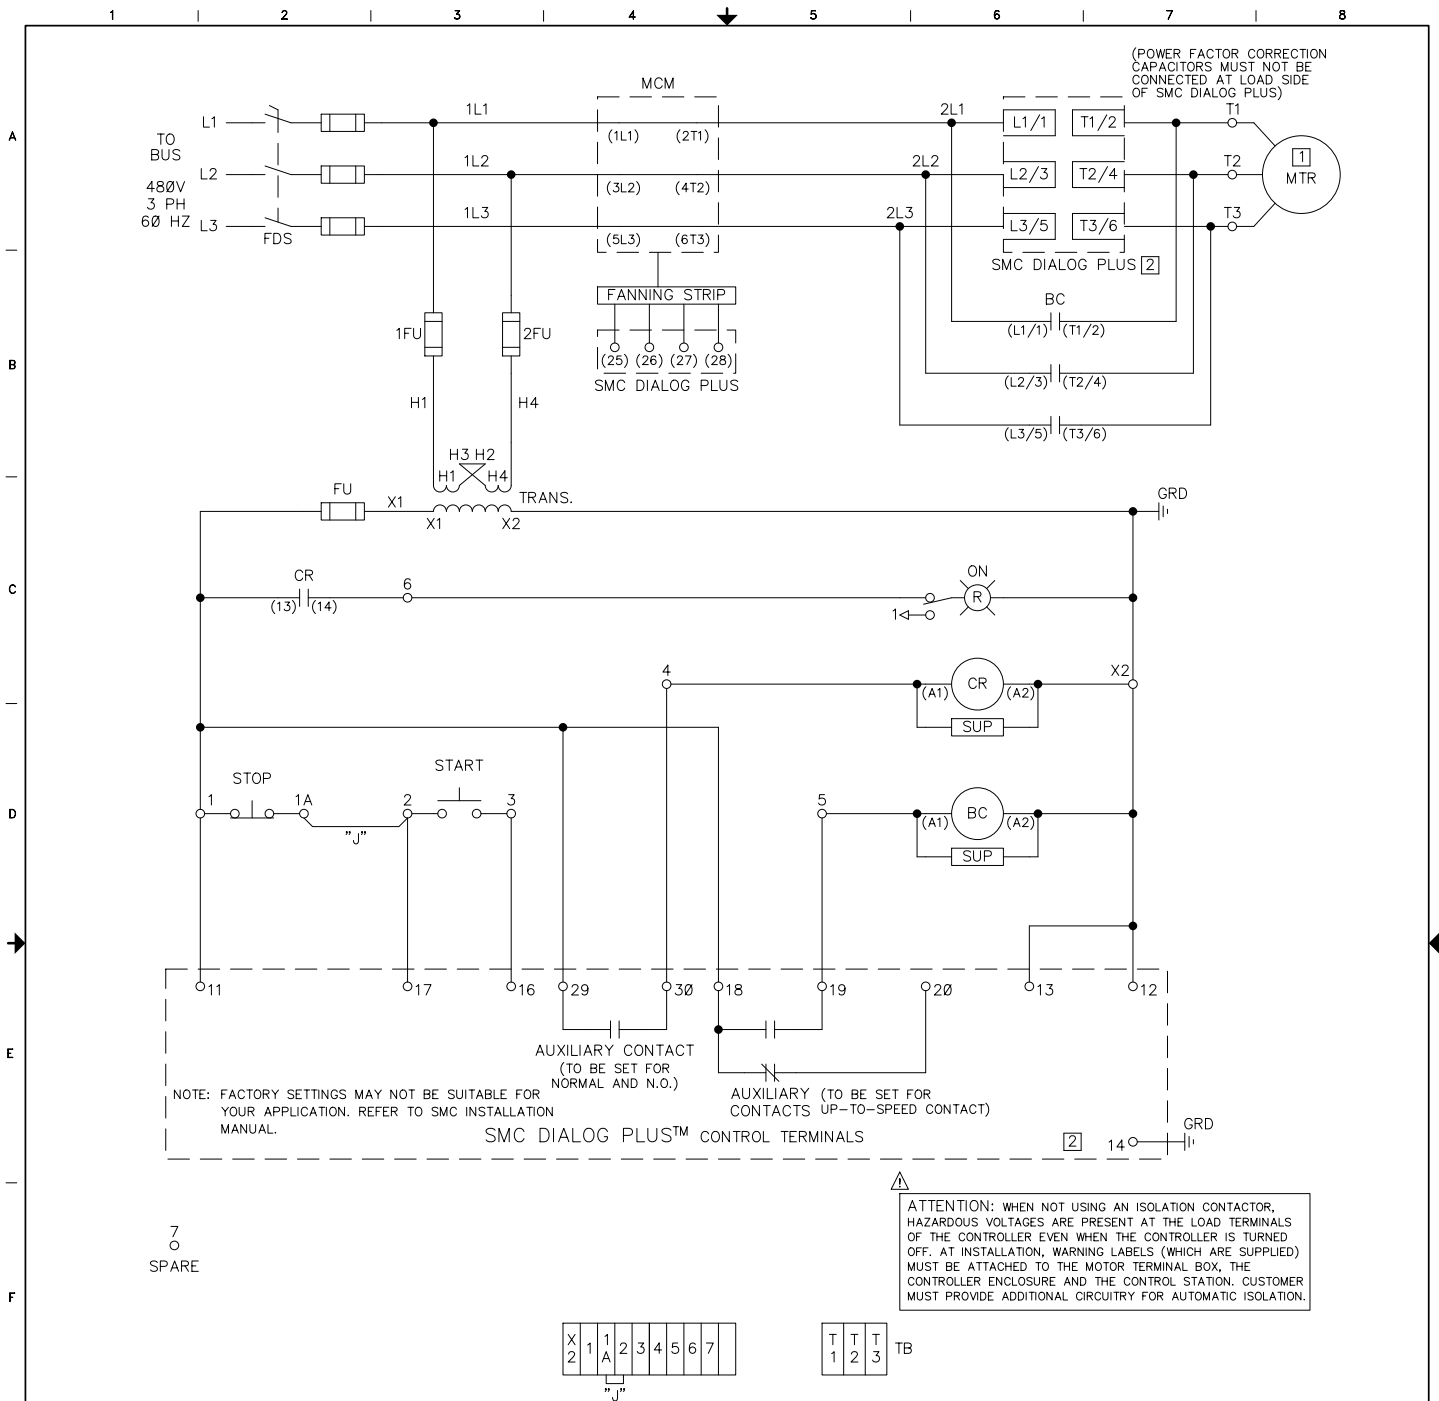 1 2 3 4 5 6 7 8
A
B
C
D
E
F
(POWER FACTOR CORRECTION
CAPACITORS MUST NOT BE
CONNECTED AT LOAD SIDE
OF SMC DIALOG PLUS)
MCM
TO
BUS
48ØV
3 PH
6Ø HZ
L1
L2
L3
FDS
1L1
1L2
1L3
(1L1) (2T1)
(3L2) (4T2)
(5L3) (6T3)
2L1
2L2
2L3
L1/1 T1/2
L2/3 T2/4
L3/5 T3/6
T1
T2
T3
1
MTR
SMC DIALOG PLUS 2
FANNING STRIP
(25) (26) (27) (28)
SMC DIALOG PLUS
BC
(L1/1) (T1/2)
(L2/3) (T2/4)
(L3/5) (T3/6)
1FU
2FU
H1
H4
H3 H2
H1 H4
TRANS.
FU
X1
X1 X2
GRD
CR
(13) (14)
6
ON
R
1
4
(A1) CR (A2)
X2
SUP
STOP
START
1 1A 2 3
"J"
5
(A1) BC (A2)
SUP
11 17 16 29 3Ø 18 19 2Ø 13 12
AUXILIARY CONTACT
(TO BE SET FOR
NORMAL AND N.O.)
AUXILIARY (TO BE SET FOR
CONTACTS UP-TO-SPEED CONTACT)
NOTE: FACTORY SETTINGS MAY NOT BE SUITABLE FOR
YOUR APPLICATION. REFER TO SMC INSTALLATION
MANUAL.
SMC DIALOG PLUS™ CONTROL TERMINALS
2
14
GRD
!
ATTENTION: WHEN NOT USING AN ISOLATION CONTACTOR,
HAZARDOUS VOLTAGES ARE PRESENT AT THE LOAD TERMINALS
OF THE CONTROLLER EVEN WHEN THE CONTROLLER IS TURNED
OFF. AT INSTALLATION, WARNING LABELS (WHICH ARE SUPPLIED)
MUST BE ATTACHED TO THE MOTOR TERMINAL BOX, THE
CONTROLLER ENCLOSURE AND THE CONTROL STATION. CUSTOMER
MUST PROVIDE ADDITIONAL CIRCUITRY FOR AUTOMATIC ISOLATION.
7
SPARE
X2 1 1A 2 3 4 5 6 7
"J"
T1 T2 T3 TB